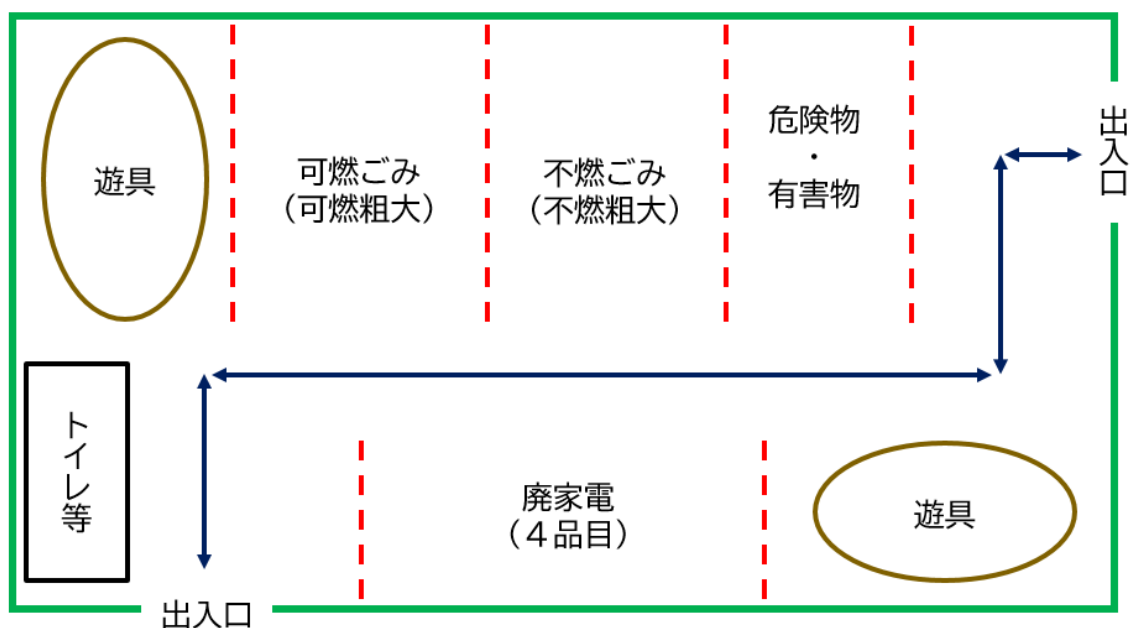 遊具
可燃ごみ
（可燃粗大）
不燃ごみ
（不燃粗大）
危険物
・
有害物
出入口
トイレ等
廃家電
（４品目）
遊具
出入口